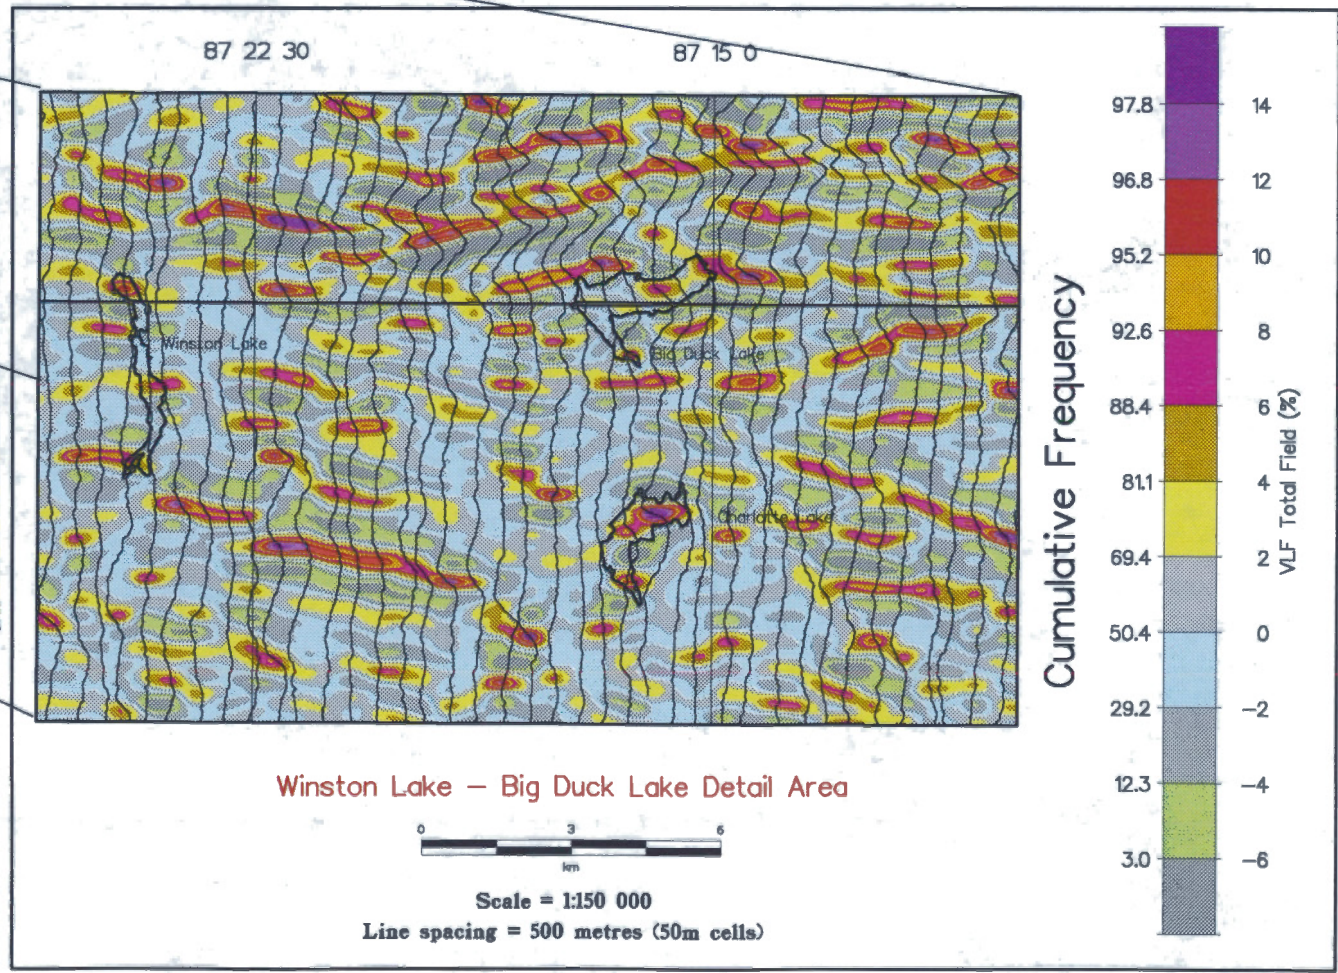 87 22 30
87 15 0
Winston Lake
Big Duck Lake
Charlotte Lake
Winston Lake – Big Duck Lake Detail Area
0 3 6
km
Scale = 1:150 000
Line spacing = 500 metres (50m cells)
Cumulative Frequency
97.8 14
96.8 12
95.2 10
92.6 8
88.4 6
81.1 4
69.4 2
50.4 0
29.2 −2
12.3 −4
3.0 −6
VLF Total Field (%)